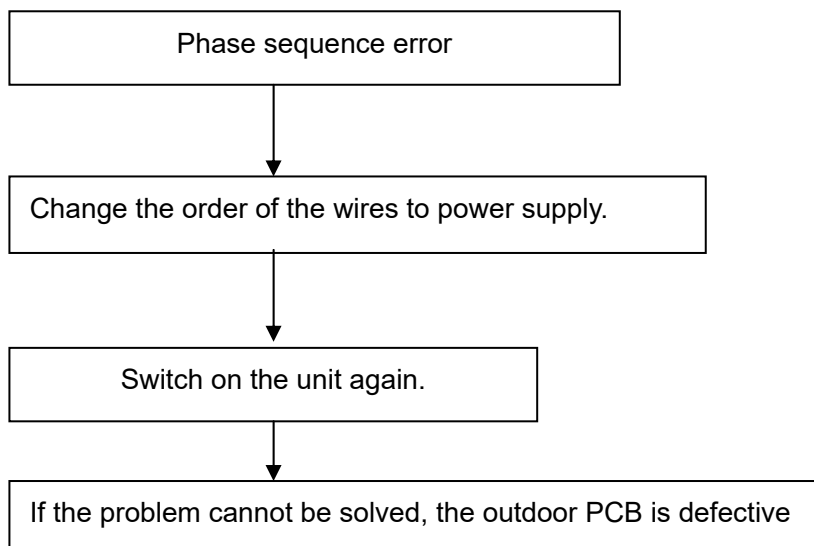 Phase sequence error
Change the order of the wires to power supply.
Switch on the unit again.
If the problem cannot be solved, the outdoor PCB is defective